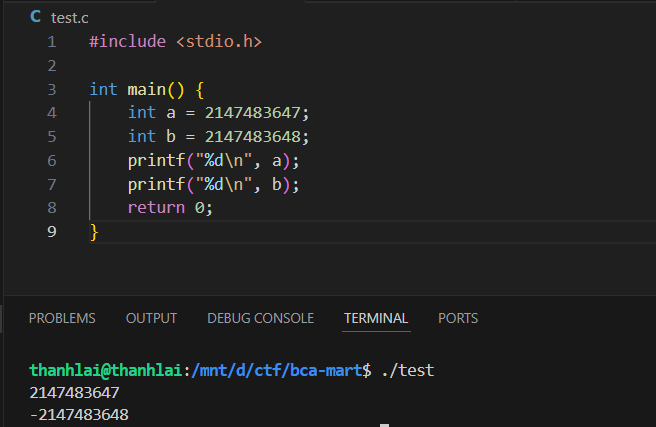 C test.c
1 #include <stdio.h>
2
3 int main() {
4     int a = 2147483647;
5     int b = 2147483648;
6     printf("%d\n", a);
7     printf("%d\n", b);
8     return 0;
9 }
PROBLEMS OUTPUT DEBUG CONSOLE TERMINAL PORTS
thanhlai@thanhlai:/mnt/d/ctf/bca-mart$ ./test
2147483647
-2147483648